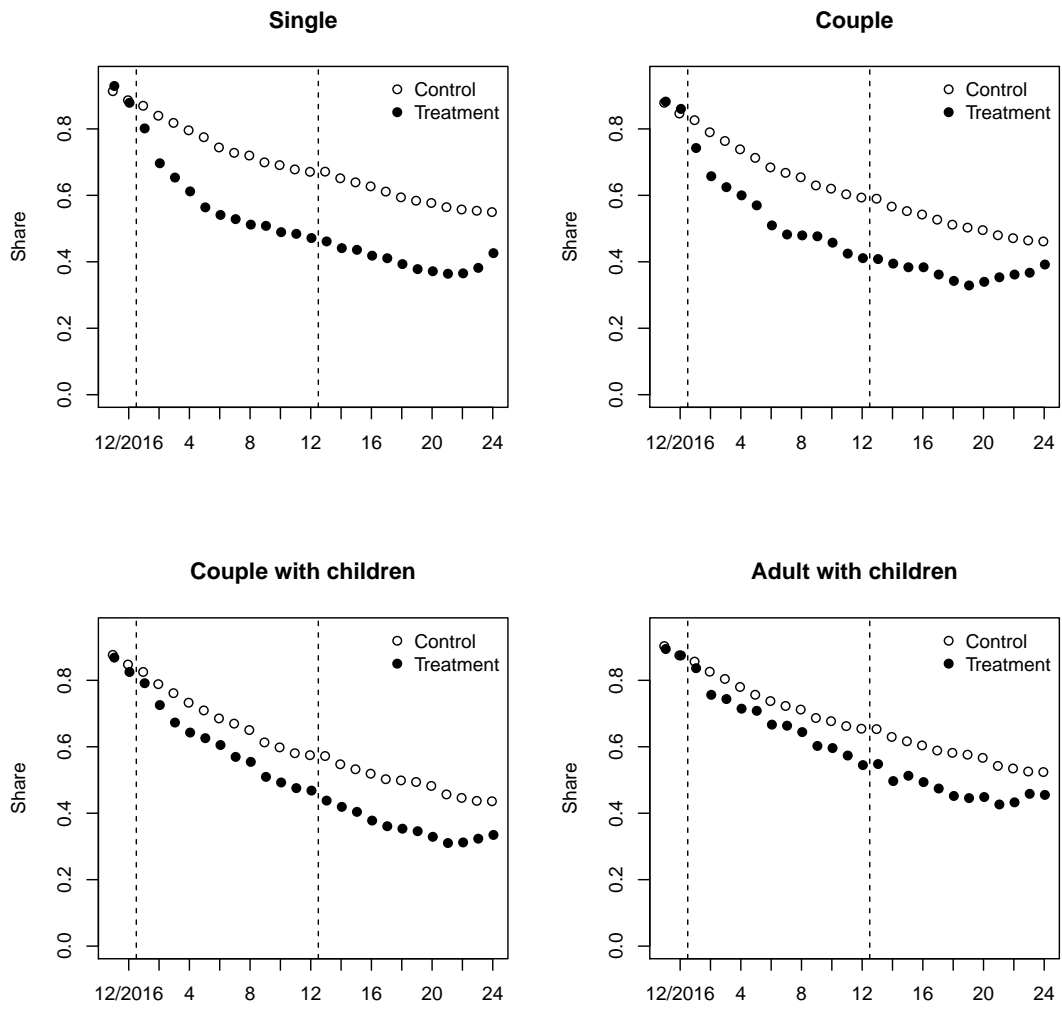 Single
Control
Treatment
Share
0.0 0.2 0.4 0.6 0.8
12/2016 4 8 12 16 20 24
Couple
Control
Treatment
Share
0.0 0.2 0.4 0.6 0.8
12/2016 4 8 12 16 20 24
Couple with children
Control
Treatment
Share
0.0 0.2 0.4 0.6 0.8
12/2016 4 8 12 16 20 24
Adult with children
Control
Treatment
Share
0.0 0.2 0.4 0.6 0.8
12/2016 4 8 12 16 20 24